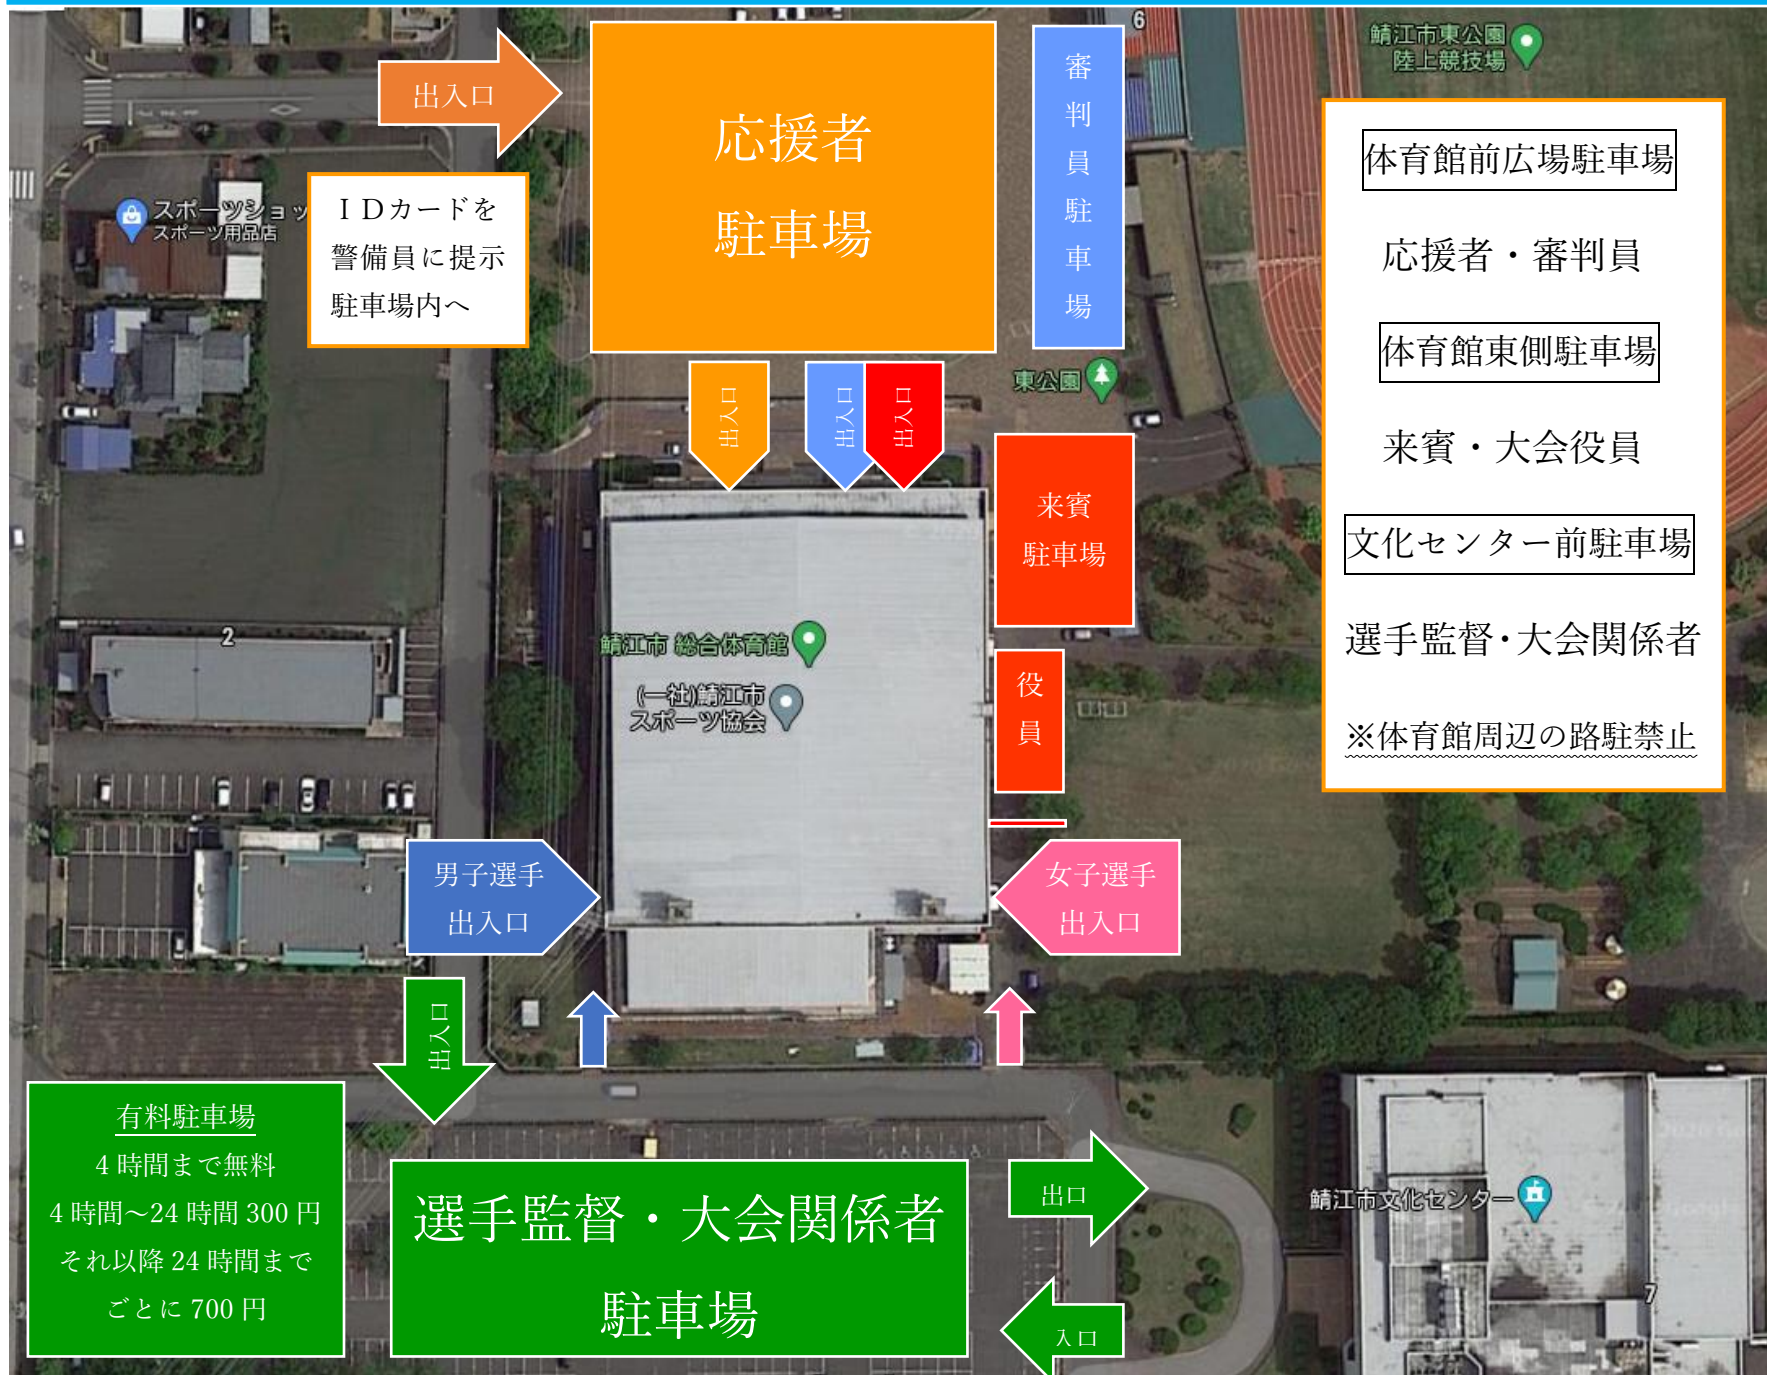 6
鯖江市東公園
陸上競技場
出入口
応援者
駐車場
審判員駐車場
体育館前広場駐車場
応援者・審判員
体育館東側駐車場
来賓・大会役員
文化センター前駐車場
選手監督・大会関係者
※体育館周辺の路駐禁止
スポーツショッ
スポーツ用品店
ＩＤカードを
警備員に提示
駐車場内へ
東公園
出入口
出入口
出入口
来賓
駐車場
2
鯖江市 総合体育館
(一社)鯖江市
スポーツ協会
役員
男子選手
出入口
女子選手
出入口
出入口
有料駐車場
4 時間まで無料
4 時間～24 時間 300 円
それ以降 24 時間まで
ごとに 700 円
選手監督・大会関係者
駐車場
出口
入口
鯖江市文化センター
7